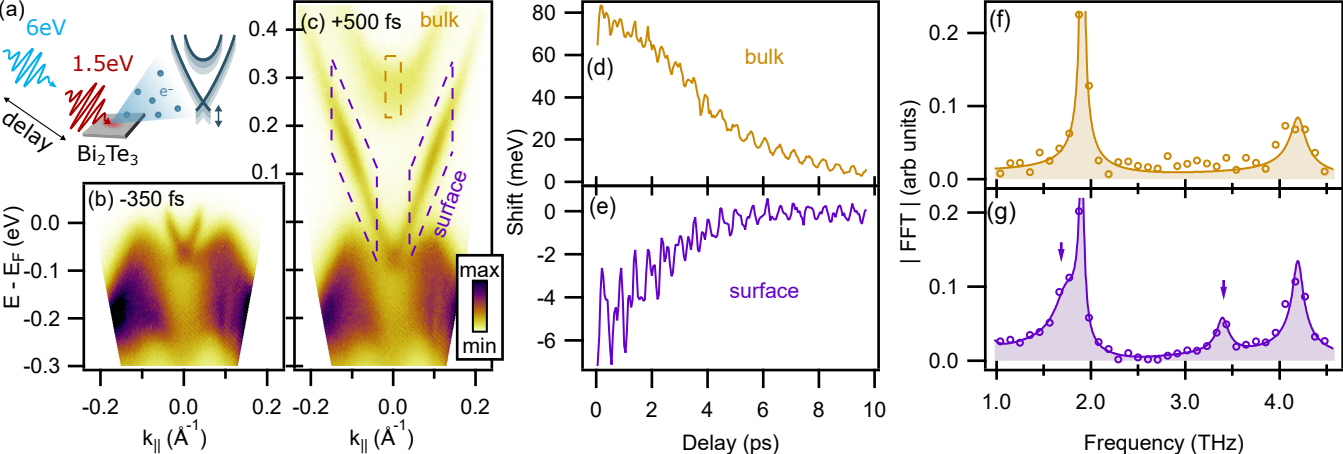 (a)
6eV
1.5eV
e-
delay
Bi₂Te₃
(b) -350 fs
0.0
-0.1
-0.2
-0.3
E - E_F (eV)
-0.2 0.0 0.2
k_|| (Å⁻¹)
(c) +500 fs
bulk
0.4
0.3
0.2
0.1
surface
max
min
-0.2 0.0 0.2
k_|| (Å⁻¹)
(d)
bulk
80
60
40
20
0
Shift (meV)
(e)
surface
0
-2
-4
-6
0 2 4 6 8 10
Delay (ps)
(f)
0.2
0.1
0.0
| FFT | (arb units)
(g)
0.2
0.1
0.0
1.0 2.0 3.0 4.0
Frequency (THz)